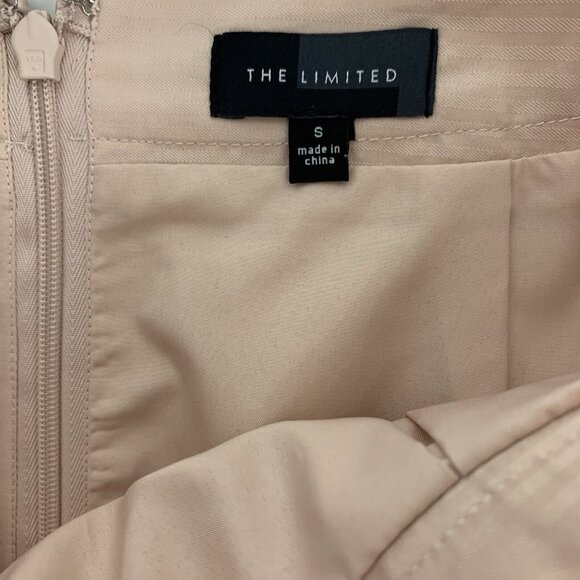 THE LIMITED
S
made in
china